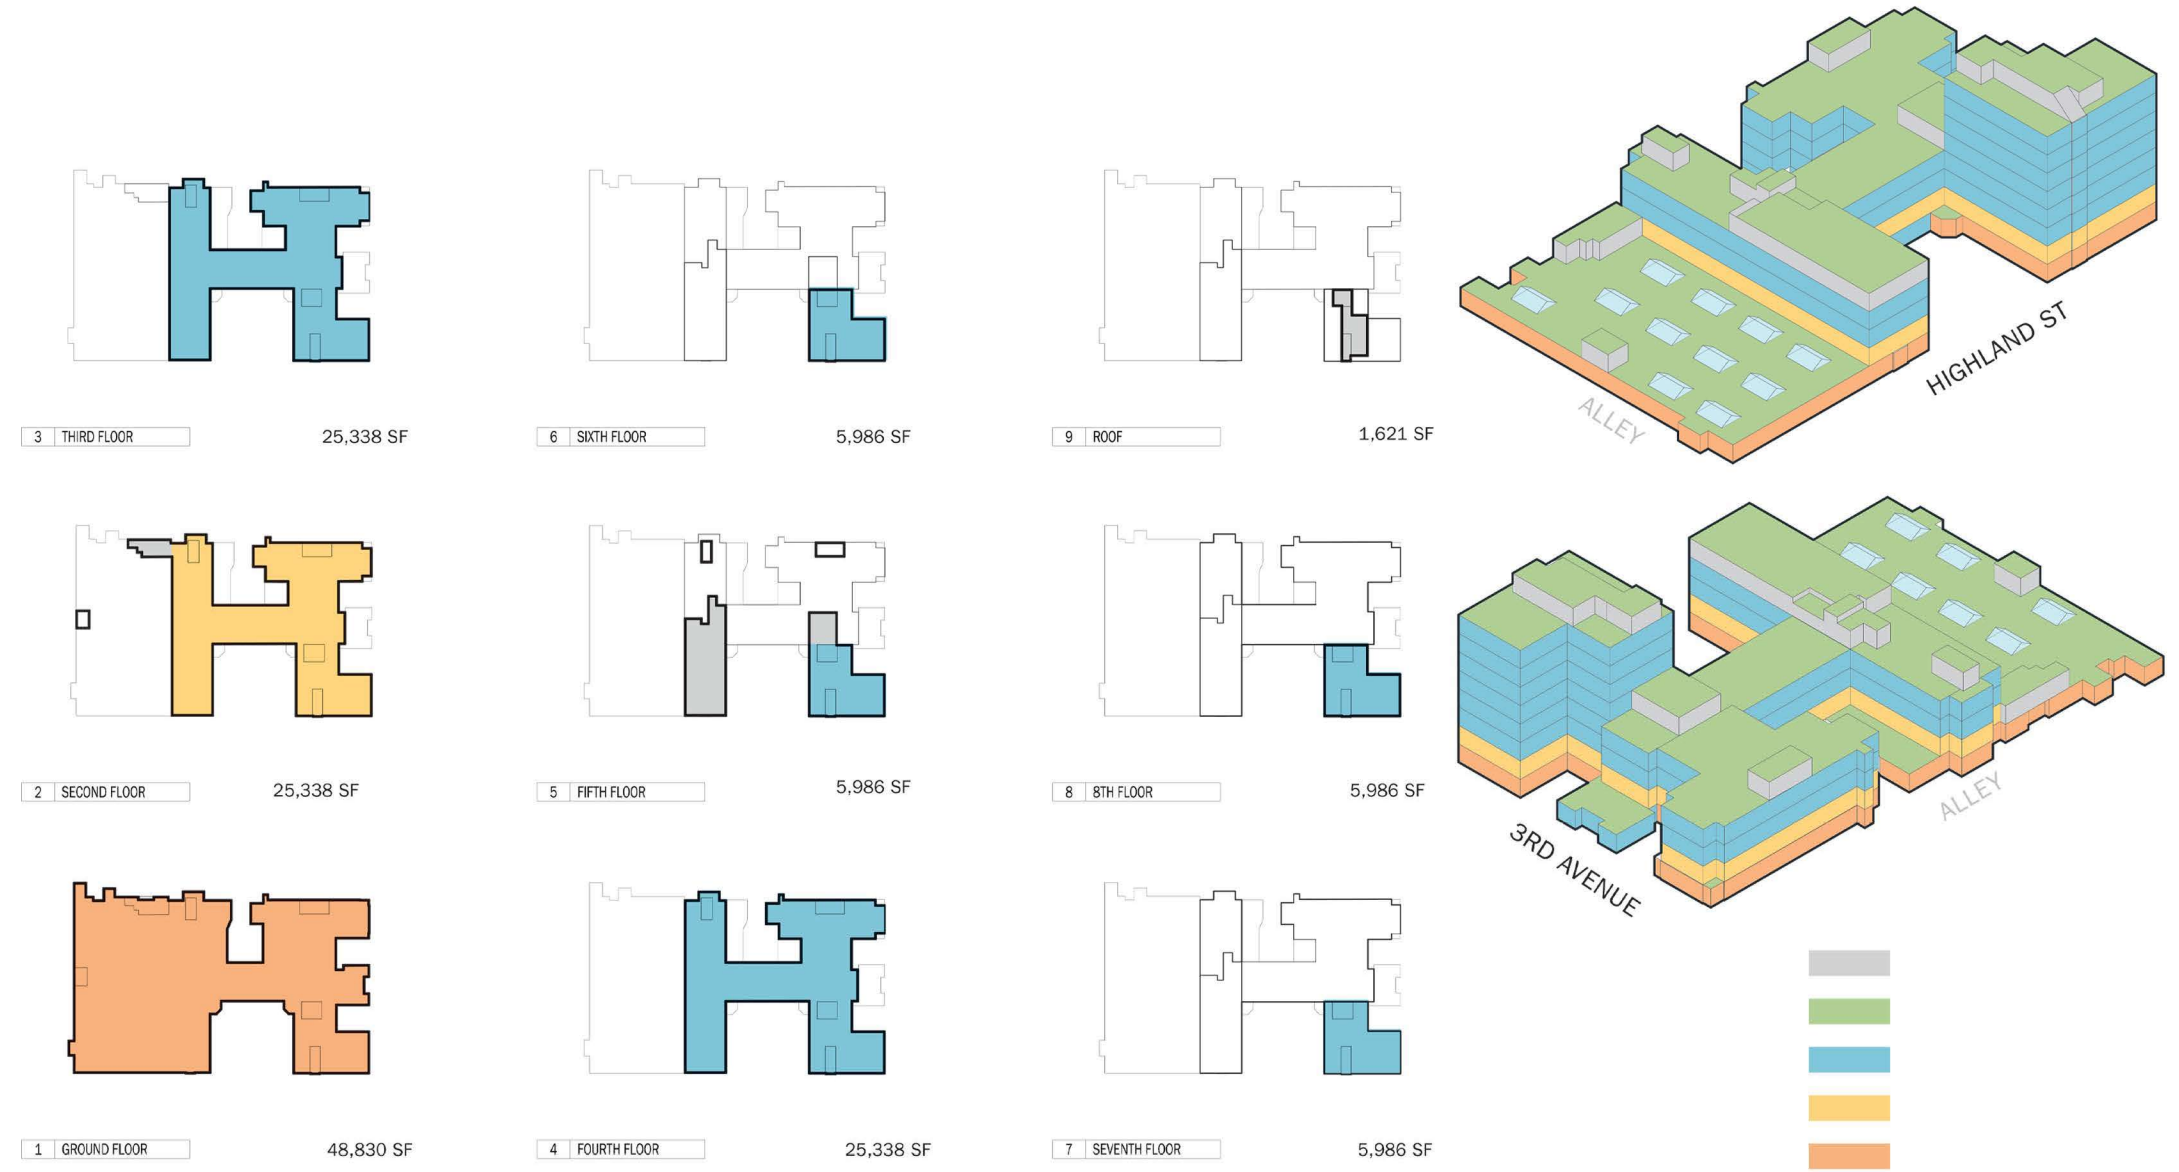 3 THIRD FLOOR 25,338 SF
6 SIXTH FLOOR 5,986 SF
9 ROOF 1,621 SF
ALLEY
HIGHLAND ST
2 SECOND FLOOR 25,338 SF
5 FIFTH FLOOR 5,986 SF
8 8TH FLOOR 5,986 SF
3RD AVENUE
ALLEY
1 GROUND FLOOR 48,830 SF
4 FOURTH FLOOR 25,338 SF
7 SEVENTH FLOOR 5,986 SF